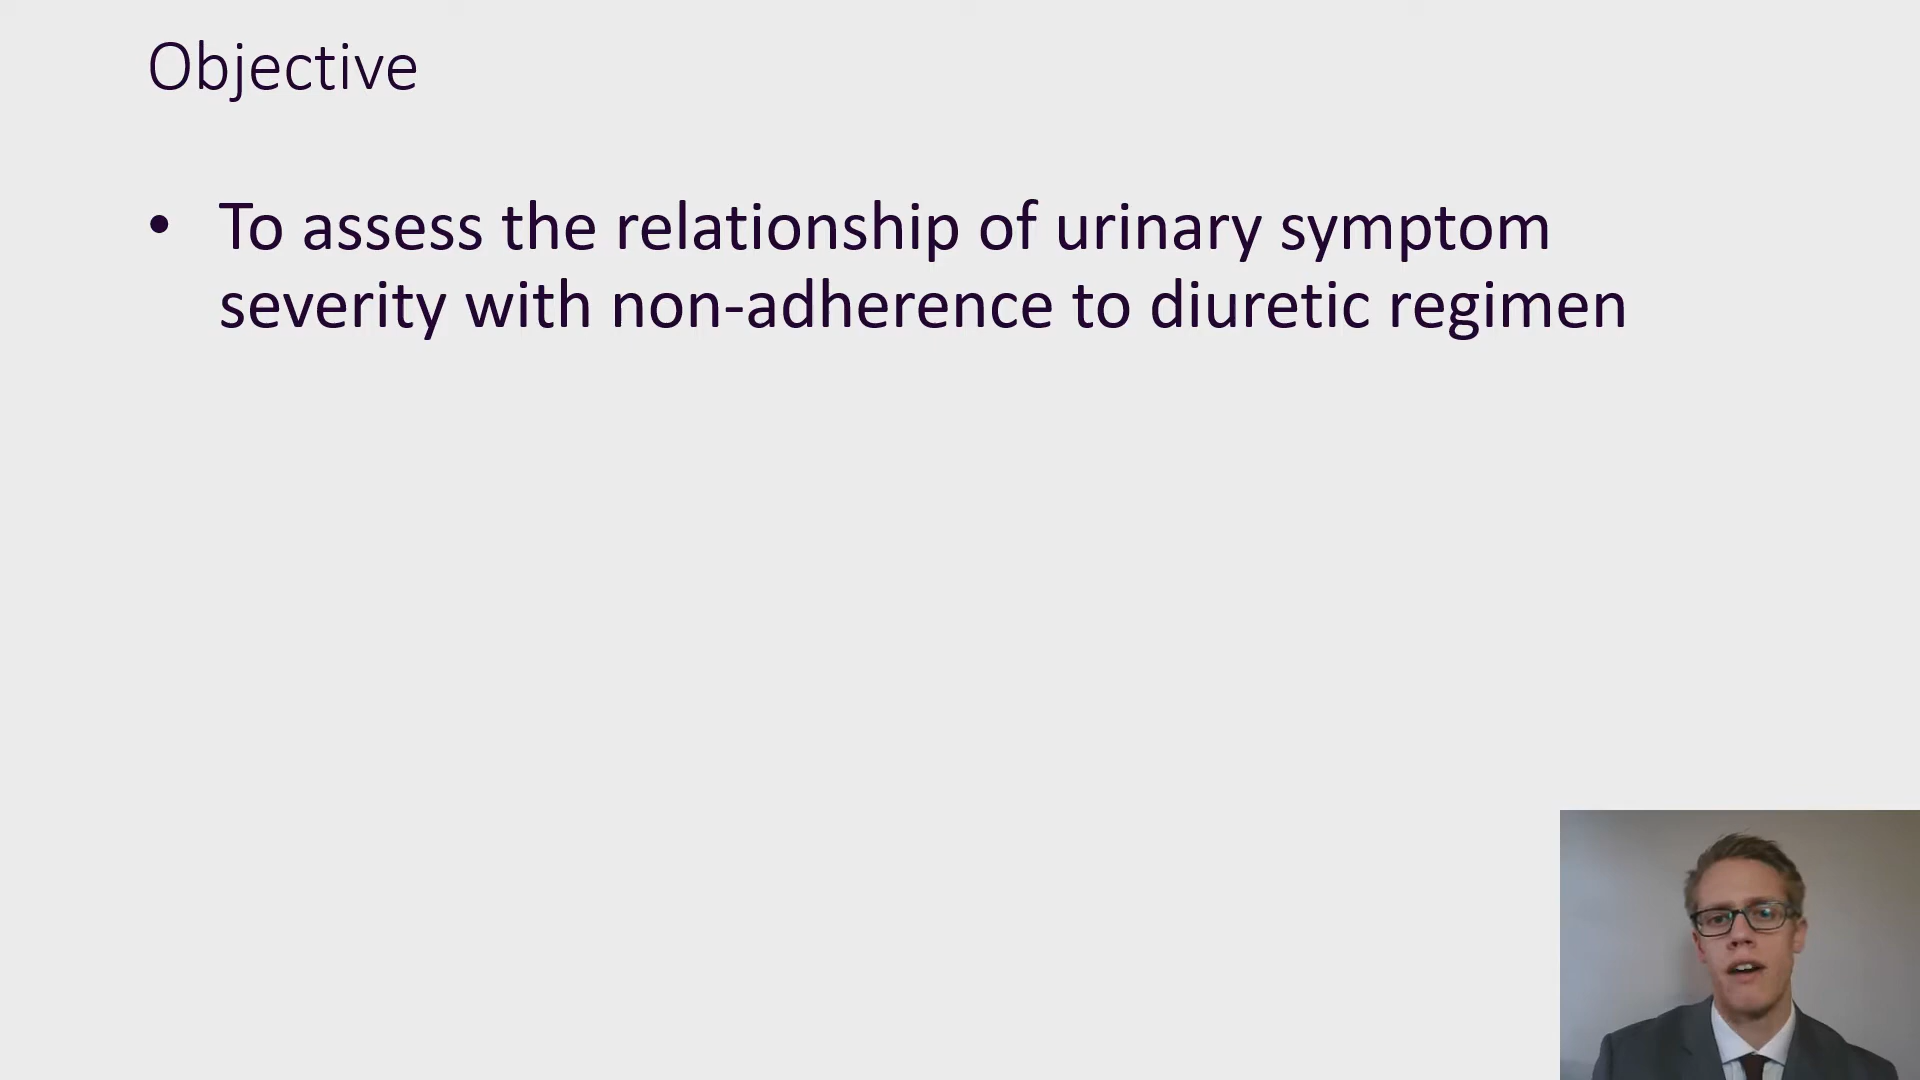 Objective
• To assess the relationship of urinary symptom
severity with non-adherence to diuretic regimen